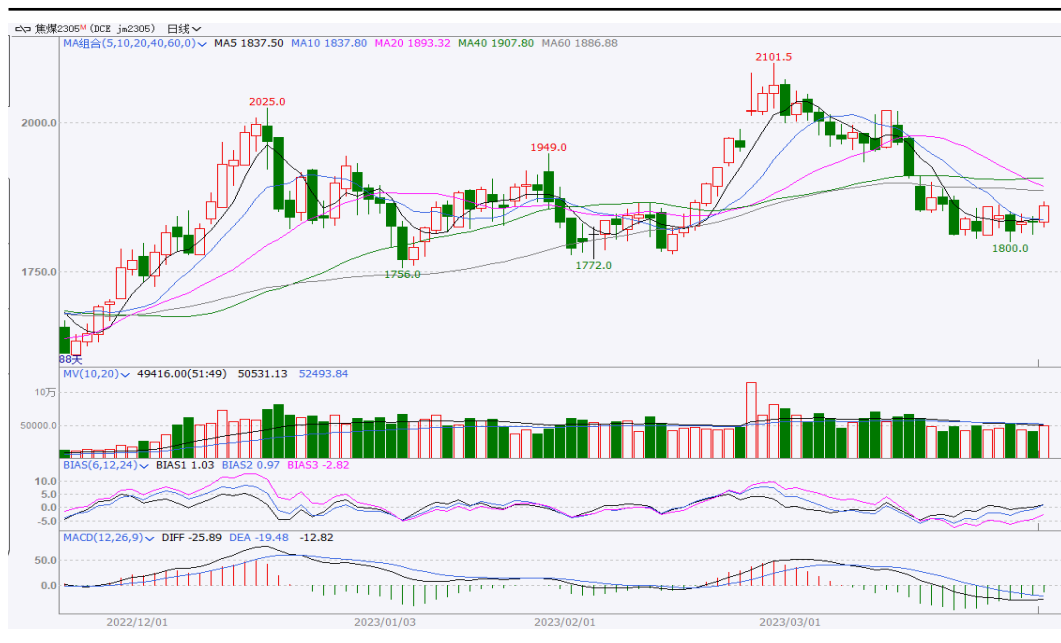 焦煤2305ᴹ (DCE jm2305) 日线
MA组合(5,10,20,40,60,0) MA5 1837.50 MA10 1837.80 MA20 1893.32 MA40 1907.80 MA60 1886.88
2101.5
2025.0
2000.0
1949.0
1756.0
1772.0
1800.0
1750.0
88天
MV(10,20) 49416.00(51:49) 50531.13 52493.84
10万
50000.0
BIAS(6,12,24) BIAS1 1.03 BIAS2 0.97 BIAS3 -2.82
10.0
5.0
0.0
-5.0
MACD(12,26,9) DIFF -25.89 DEA -19.48 -12.82
50.0
0.0
2022/12/01 2023/01/03 2023/02/01 2023/03/01